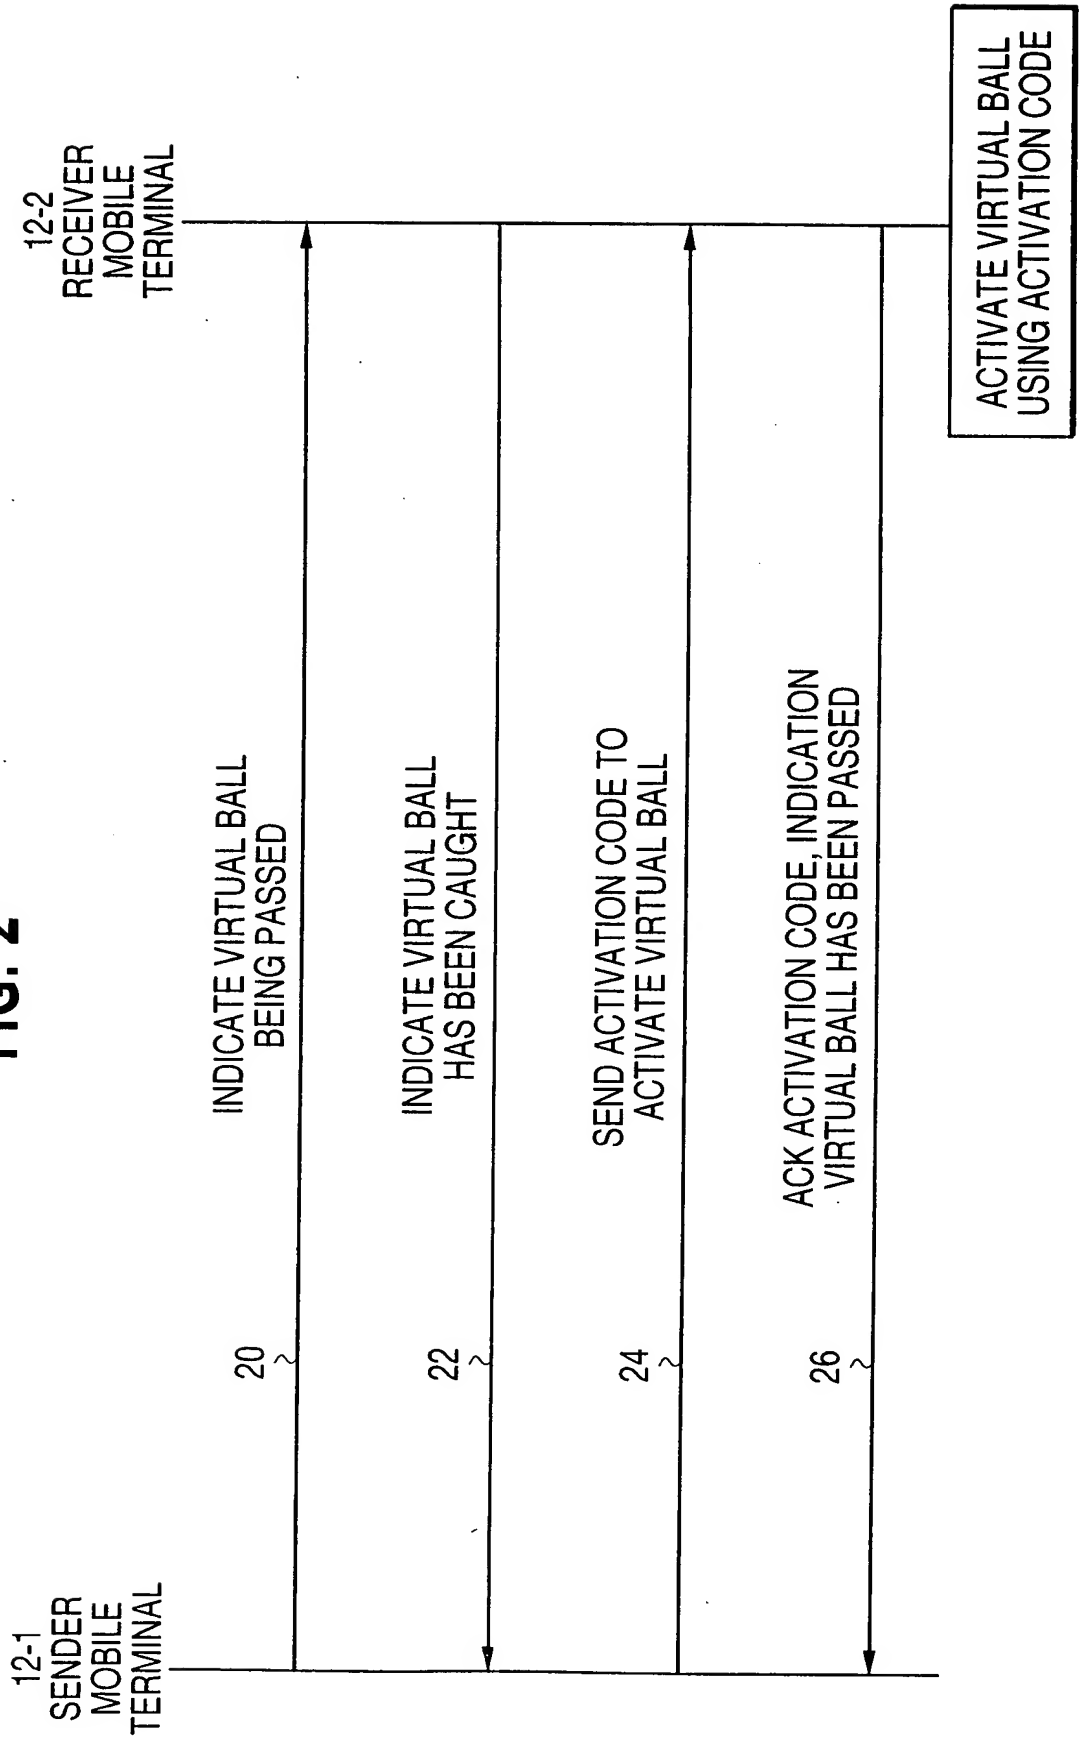 FIG. 2
12-1
SENDER
MOBILE
TERMINAL
12-2
RECEIVER
MOBILE
TERMINAL
INDICATE VIRTUAL BALL
BEING PASSED
20
INDICATE VIRTUAL BALL
HAS BEEN CAUGHT
22
SEND ACTIVATION CODE TO
ACTIVATE VIRTUAL BALL
24
ACK ACTIVATION CODE, INDICATION
VIRTUAL BALL HAS BEEN PASSED
26
ACTIVATE VIRTUAL BALL
USING ACTIVATION CODE